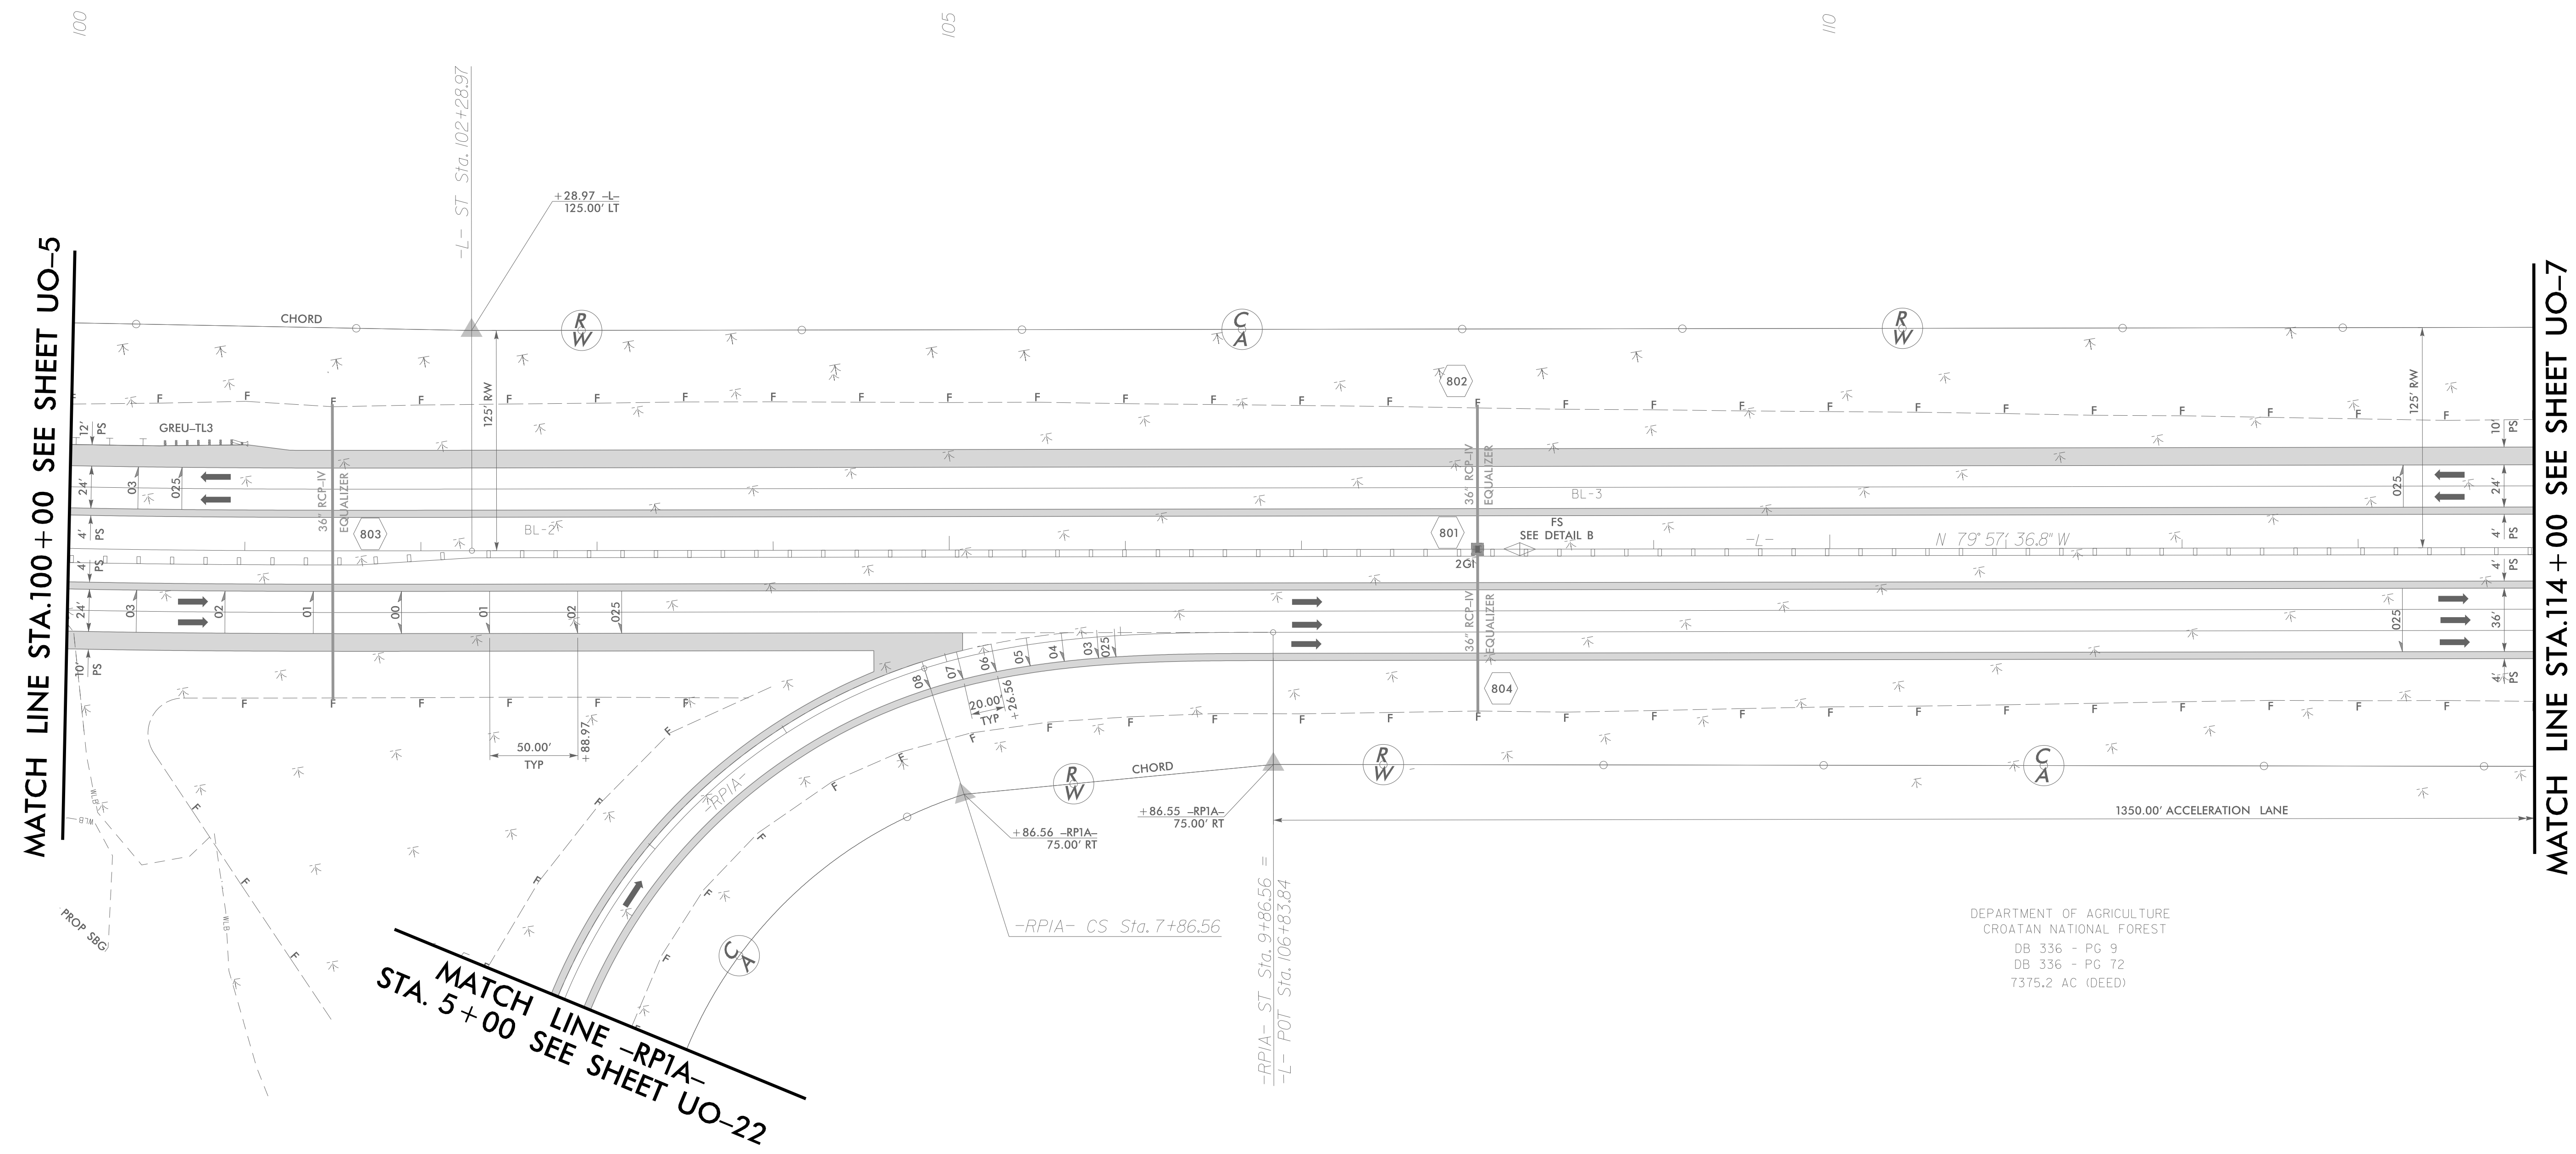 100
105
110
-L- ST Sta. 102+28.97
+28.97 -L-
125.00' LT
MATCH LINE STA.100+00 SEE SHEET UO-5
MATCH LINE STA.114+00 SEE SHEET UO-7
CHORD
R
W
C
A
R
W
125' R/W
125' R/W
802
F F F F F F F F F F F F F F F F F F F F F F F F F F F F
12'
PS
GREU-TL3
10'
PS
24'
03
025
36" RCP-IV
EQUALIZER
36" RCP-IV
EQUALIZER
BL-3
025
24'
4'
PS
803
BL-2
801
FS
SEE DETAIL B
-L-
N 79° 57' 36.8" W
4'
PS
4'
PS
2GI
4'
PS
24'
03
02
01
00
01
02
025
36" RCP-IV
EQUALIZER
025
36'
10'
PS
08
07
06
05
04
03
025
20.00'
TYP
+26.56
804
4'
PS
F F F F F F
50.00'
TYP
+88.97
F F F F F F F F F F F F F F F
CHORD
R
W
R
W
C
A
-RP1A-
WLB
WLB
WLB
+86.56 -RP1A-
75.00' RT
+86.55 -RP1A-
75.00' RT
1350.00' ACCELERATION LANE
PROP SBG
C
A
-RP1A- CS Sta. 7+86.56
-RP1A- ST Sta. 9+86.56 =
-L- POT Sta. 106+83.84
DEPARTMENT OF AGRICULTURE
CROATAN NATIONAL FOREST
DB 336 - PG 9
DB 336 - PG 72
7375.2 AC (DEED)
MATCH LINE -RP1A-
STA. 5+00 SEE SHEET UO-22